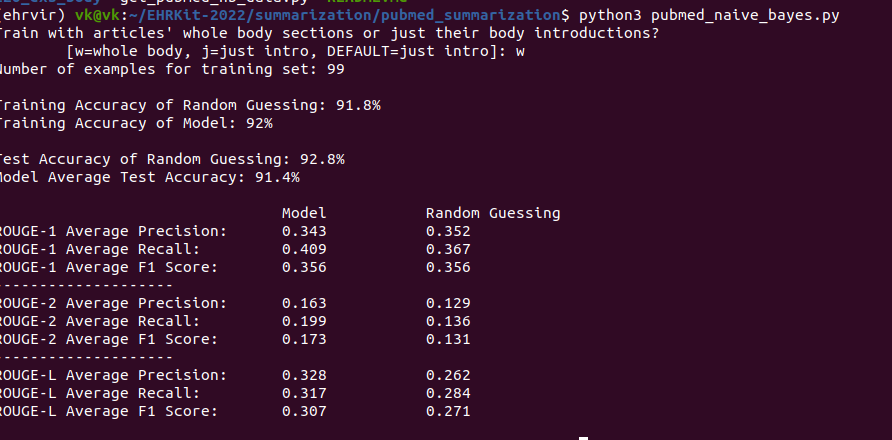 (ehrvir) vk@vk:~/EHRKit-2022/summarization/pubmed_summarization$ python3 pubmed_naive_bayes.py
Train with articles' whole body sections or just their body introductions?
[w=whole body, j=just intro, DEFAULT=just intro]: w
Number of examples for training set: 99
Training Accuracy of Random Guessing: 91.8%
Training Accuracy of Model: 92%
Test Accuracy of Random Guessing: 92.8%
Model Average Test Accuracy: 91.4%
Model Random Guessing
ROUGE-1 Average Precision: 0.343 0.352
ROUGE-1 Average Recall: 0.409 0.367
ROUGE-1 Average F1 Score: 0.356 0.356
--------------------
ROUGE-2 Average Precision: 0.163 0.129
ROUGE-2 Average Recall: 0.199 0.136
ROUGE-2 Average F1 Score: 0.173 0.131
--------------------
ROUGE-L Average Precision: 0.328 0.262
ROUGE-L Average Recall: 0.317 0.284
ROUGE-L Average F1 Score: 0.307 0.271